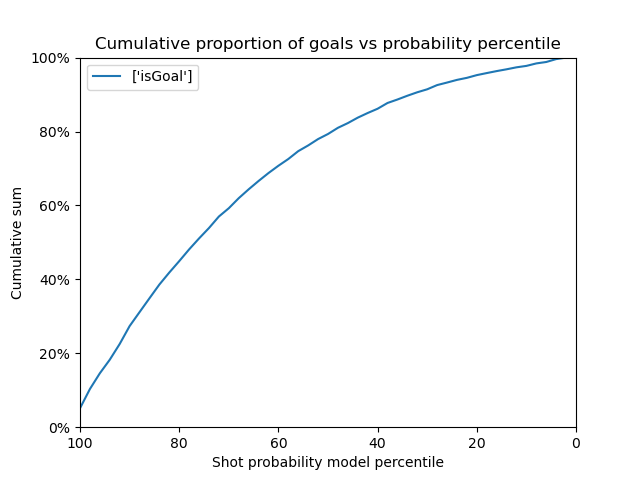 Cumulative proportion of goals vs probability percentile
100%
['isGoal']
80%
60%
40%
20%
0%
Cumulative sum
100 80 60 40 20 0
Shot probability model percentile